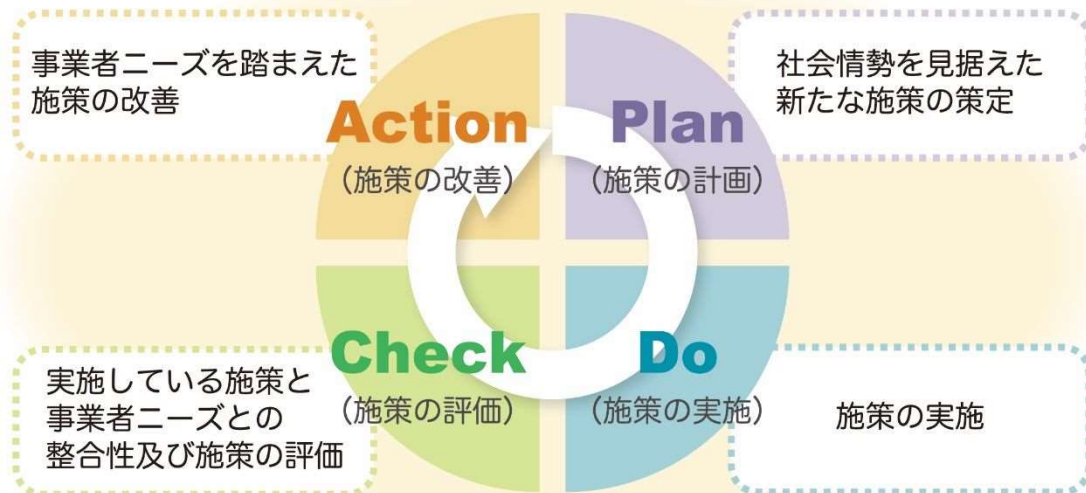 事業者ニーズを踏まえた
施策の改善
Action
(施策の改善)
社会情勢を見据えた
新たな施策の策定
Plan
(施策の計画)
実施している施策と
事業者ニーズとの
整合性及び施策の評価
Check
(施策の評価)
Do
(施策の実施)
施策の実施